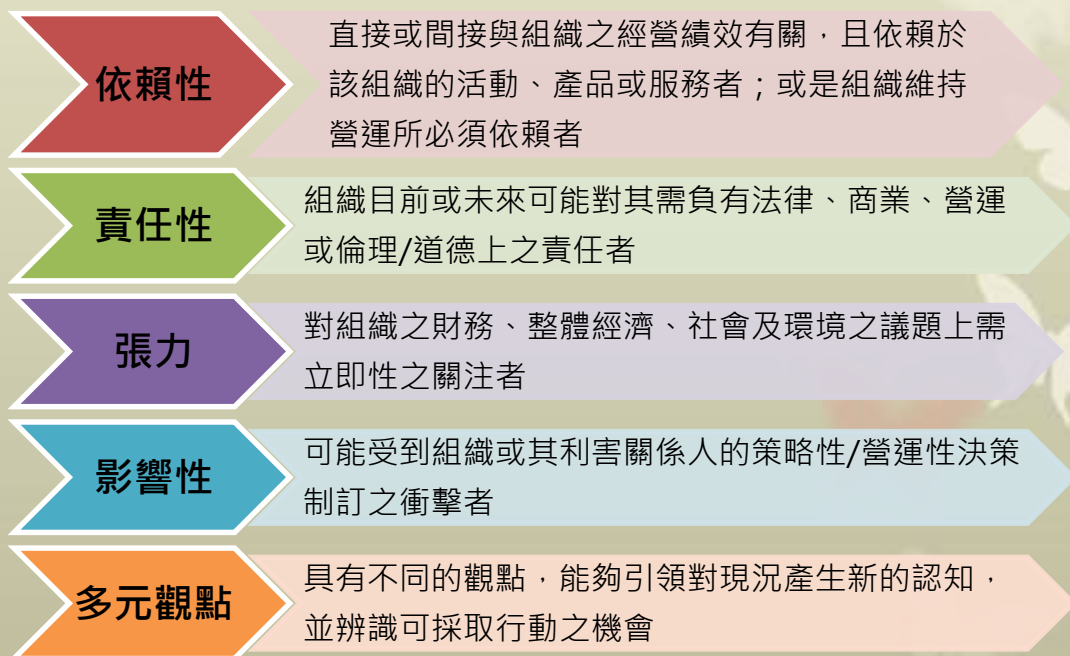 依賴性
直接或間接與組織之經營績效有關，且依賴於
該組織的活動、產品或服務者；或是組織維持
營運所必須依賴者
責任性
組織目前或未來可能對其需負有法律、商業、營運
或倫理/道德上之責任者
張力
對組織之財務、整體經濟、社會及環境之議題上需
立即性之關注者
影響性
可能受到組織或其利害關係人的策略性/營運性決策
制訂之衝擊者
多元觀點
具有不同的觀點，能夠引領對現況產生新的認知，
並辨識可採取行動之機會